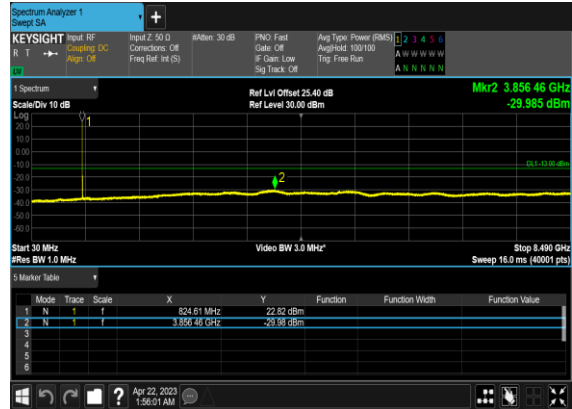 Spectrum Analyzer 1
Swept SA
+
KEYSIGHT Input: RF Input Z: 50 Ω #Atten: 30 dB PNO: Fast Avg Type: Power (RMS) 1 2 3 4 5 6
R T Coupling: DC Corrections: Off Gate: Off Avg|Hold: 100/100 A W W W W W
Align: Off Freq Ref: Int (S) IF Gain: Low Trig: Free Run
Sig Track: Off A N N N N N
1 Spectrum Ref Lvl Offset 25.40 dB Mkr2 3.856 46 GHz
Scale/Div 10 dB Ref Level 30.00 dBm -29.985 dBm
Log
20.0
10.0
0.00
-10.0
-20.0
-30.0
-40.0
-50.0
-60.0
1
2
DL1 -13.00 dBm
Start 30 MHz Video BW 3.0 MHz* Stop 8.490 GHz
#Res BW 1.0 MHz Sweep 16.0 ms (40001 pts)
5 Marker Table
Mode Trace Scale X Y Function Function Width Function Value
1 N 1 f 824.61 MHz 22.82 dBm
2 N 1 f 3.856 46 GHz -29.98 dBm
3
4
5
6
? Apr 22, 2023
1:56:01 AM